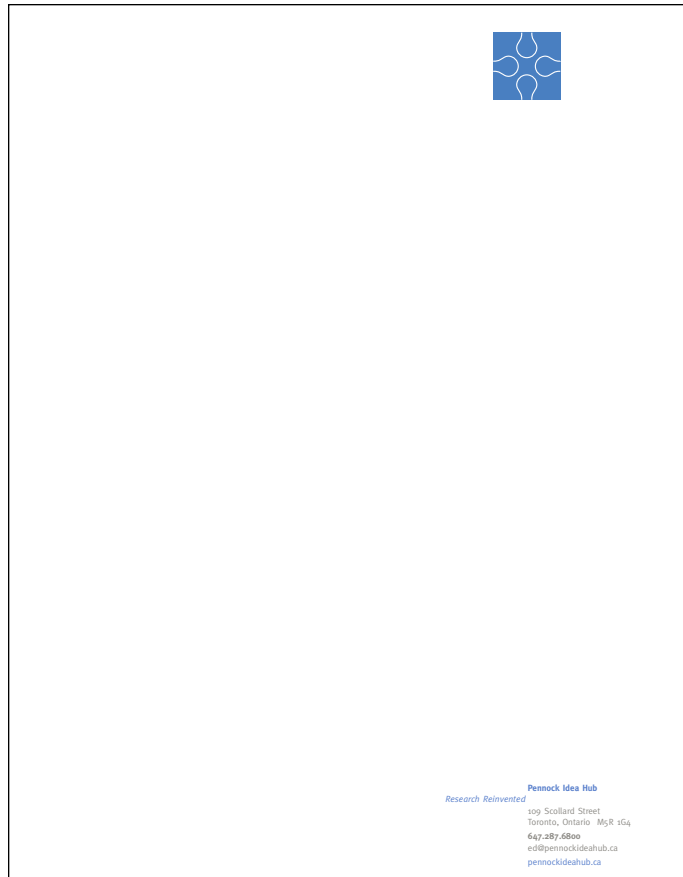 Pennock Idea Hub
Research Reinvented
109 Scollard Street
Toronto, Ontario M5R 1G4
647.287.6800
ed@pennockideahub.ca
pennockideahub.ca